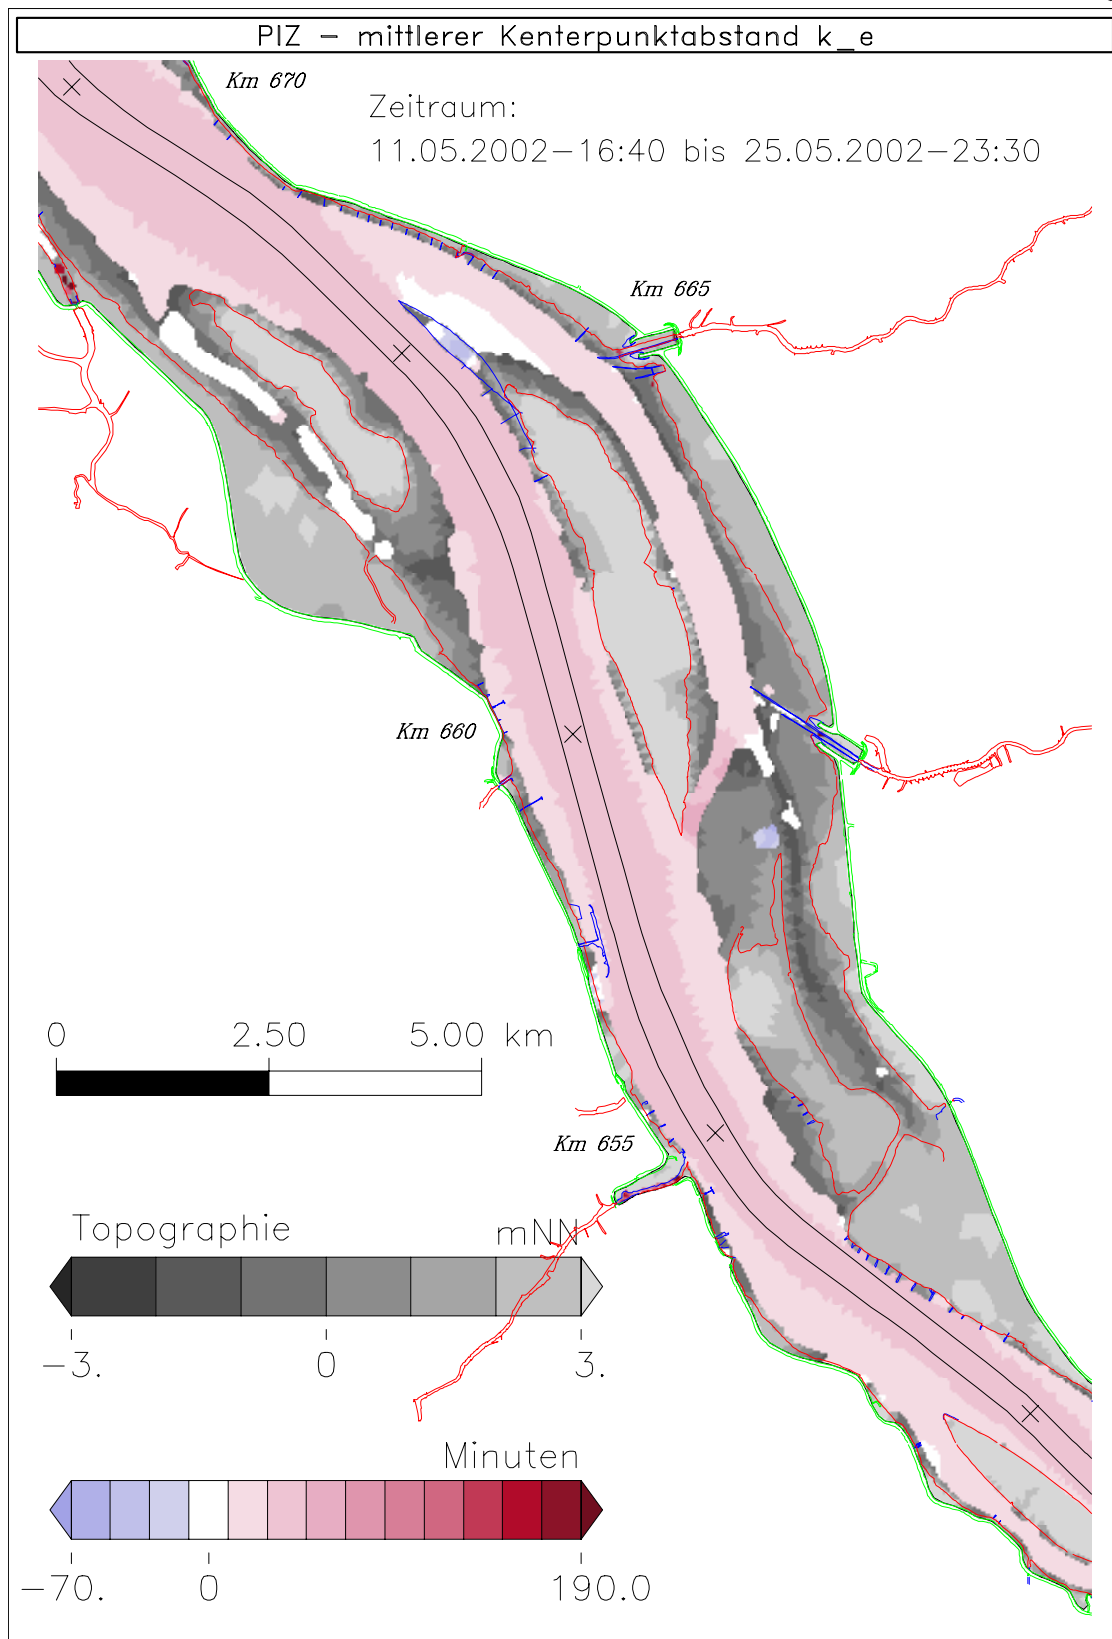 PIZ – mittlerer Kenterpunktabstand k_e
Km 670
Zeitraum:
11.05.2002–16:40 bis 25.05.2002–23:30
Km 665
Km 660
0 2.50 5.00 km
Km 655
Topographie mNN
–3. 0 3.
Minuten
–70. 0 190.0